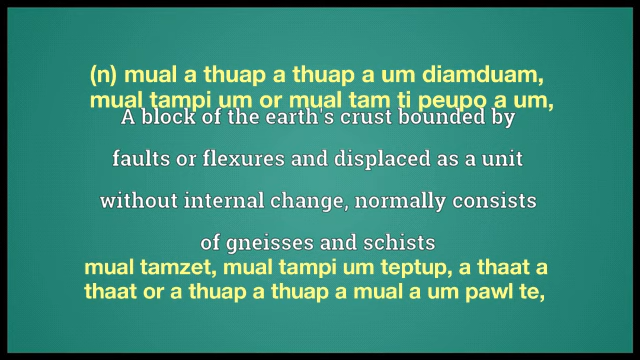 (n) mual a thuap a thuap a um diamduam,
mual tampi um or mual tam ti peupo a um,
A block of the earth's crust bounded by
faults or flexures and displaced as a unit
without internal change, normally consists
of gneisses and schists
mual tamzet, mual tampi um teptup, a thaat a
thaat or a thuap a thuap a mual a um pawl te,